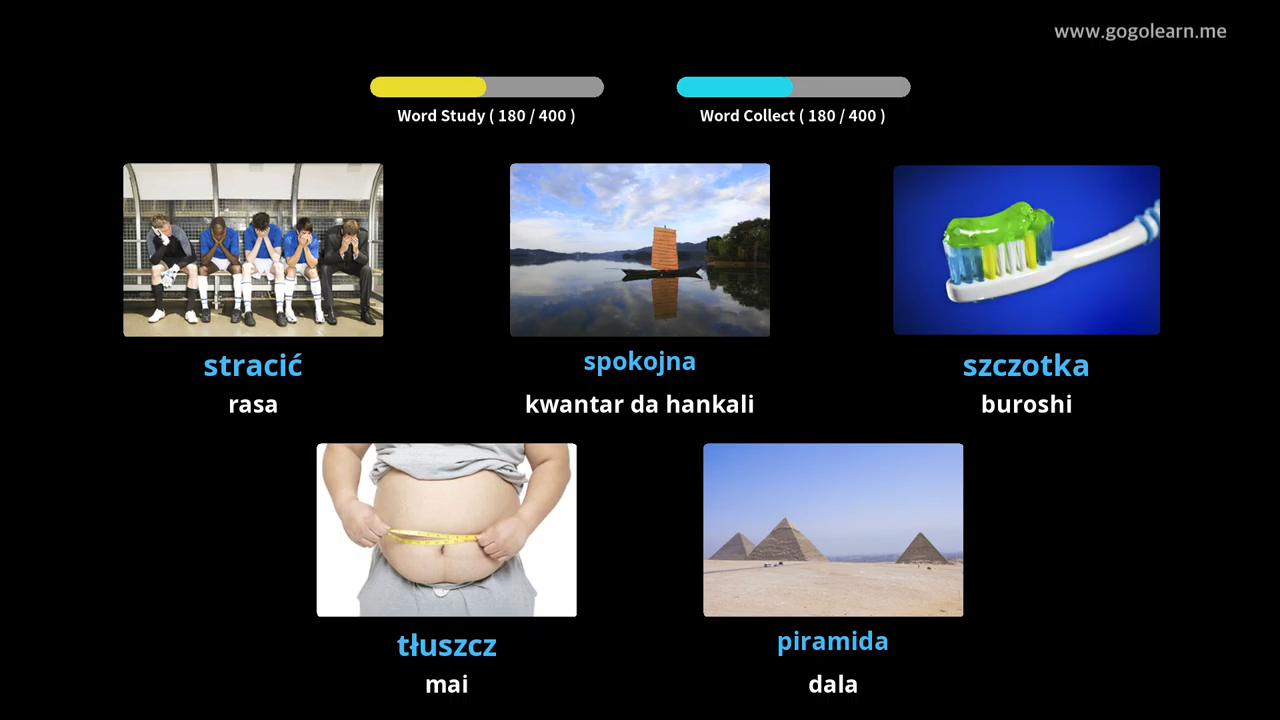 www.gogolearn.me
Word Study ( 180 / 400 )
Word Collect ( 180 / 400 )
stracić
rasa
spokojna
kwantar da hankali
szczotka
buroshi
tłuszcz
mai
piramida
dala